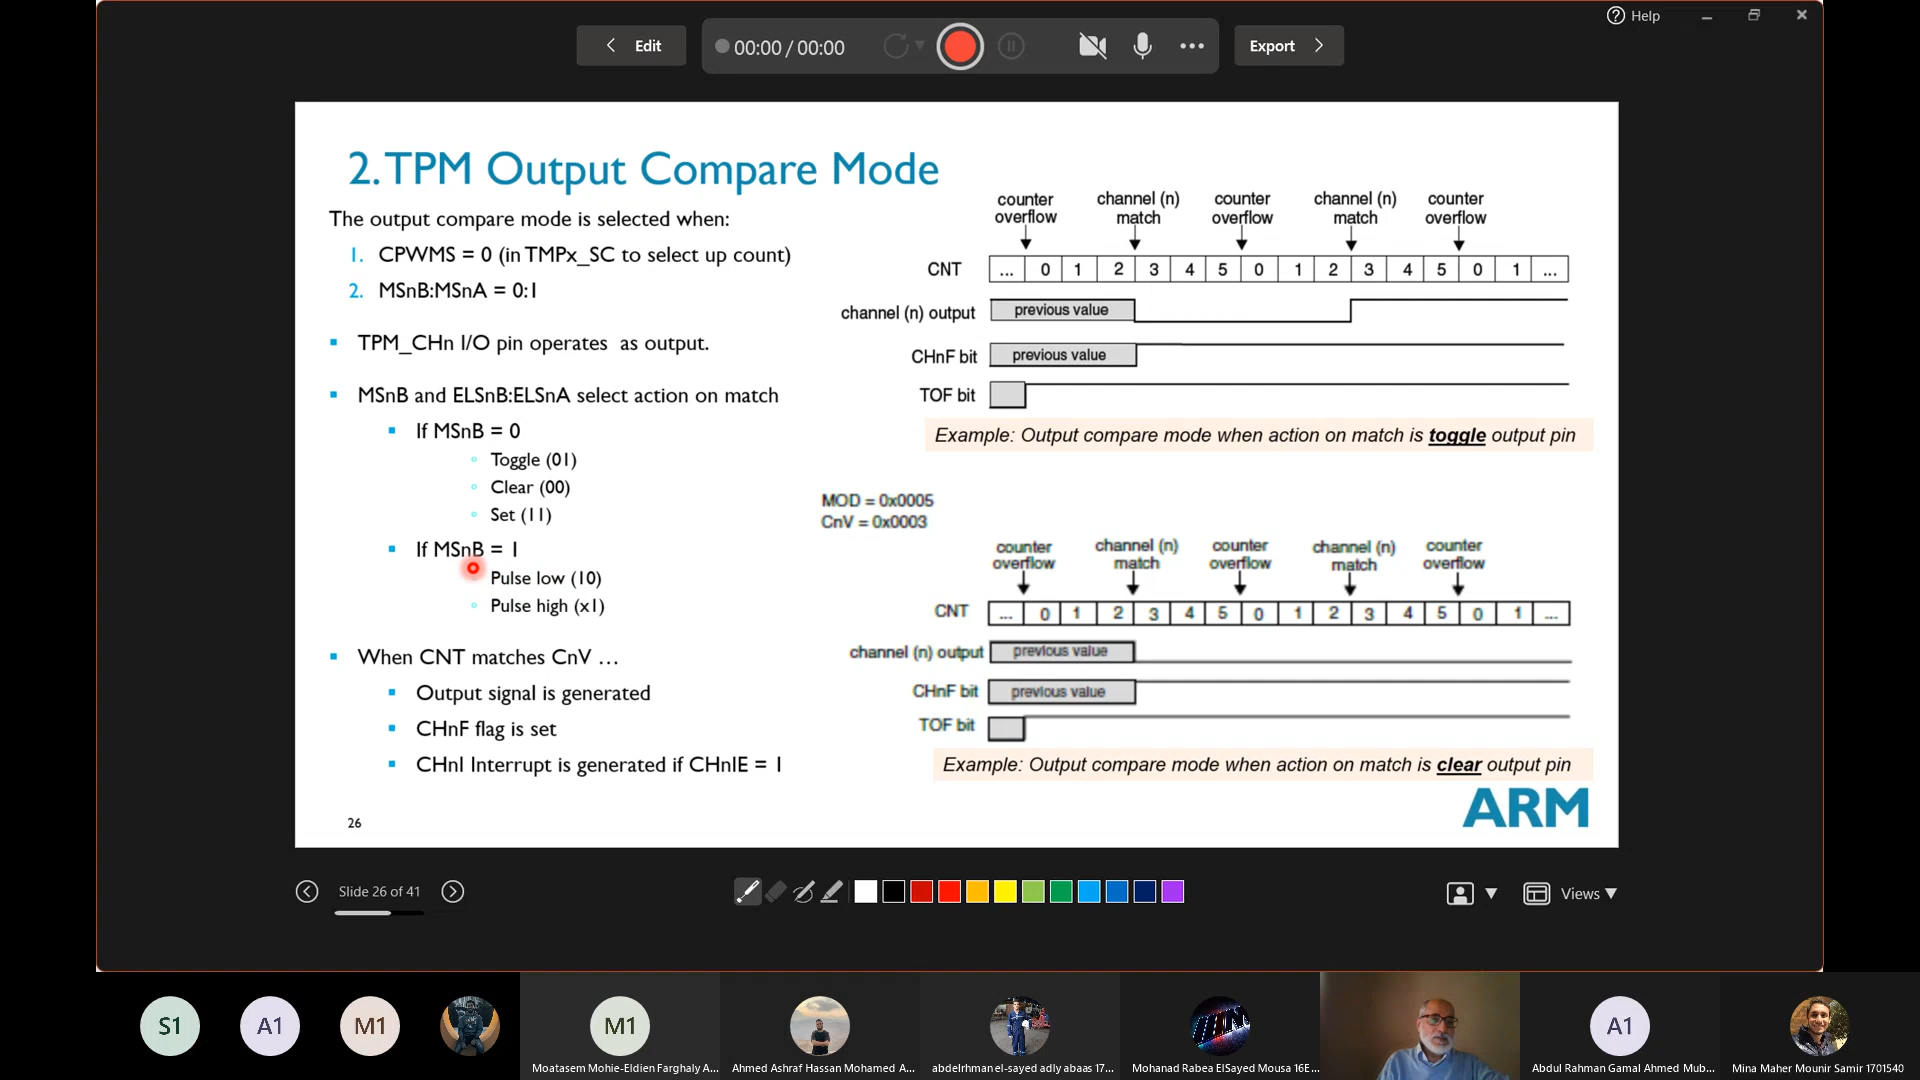 Help
Edit
00:00 / 00:00
Export
2. TPM Output Compare Mode
The output compare mode is selected when:
1. CPWMS = 0 (in TMPx_SC to select up count)
2. MSnB:MSnA = 0:1
TPM_CHn I/O pin operates as output.
MSnB and ELSnB:ELSnA select action on match
If MSnB = 0
Toggle (01)
Clear (00)
Set (11)
If MSnB = 1
Pulse low (10)
Pulse high (x1)
When CNT matches CnV …
Output signal is generated
CHnF flag is set
CHnI Interrupt is generated if CHnIE = 1
26
counter overflow
channel (n) match
counter overflow
channel (n) match
counter overflow
CNT ... 0 1 2 3 4 5 0 1 2 3 4 5 0 1 ...
channel (n) output previous value
CHnF bit previous value
TOF bit
Example: Output compare mode when action on match is toggle output pin
MOD = 0x0005
CnV = 0x0003
counter overflow
channel (n) match
counter overflow
channel (n) match
counter overflow
CNT ... 0 1 2 3 4 5 0 1 2 3 4 5 0 1 ...
channel (n) output previous value
CHnF bit previous value
TOF bit
Example: Output compare mode when action on match is clear output pin
ARM
Slide 26 of 41
Views
S1
A1
M1
M1
A1
Moatasem Mohie-Eldien Farghaly A...
Ahmed Ashraf Hassan Mohamed A...
abdelrhman el-sayed adly abaas 17...
Mohanad Rabea ElSayed Mousa 16E...
Abdul Rahman Gamal Ahmed Mub...
Mina Maher Mounir Samir 1701540